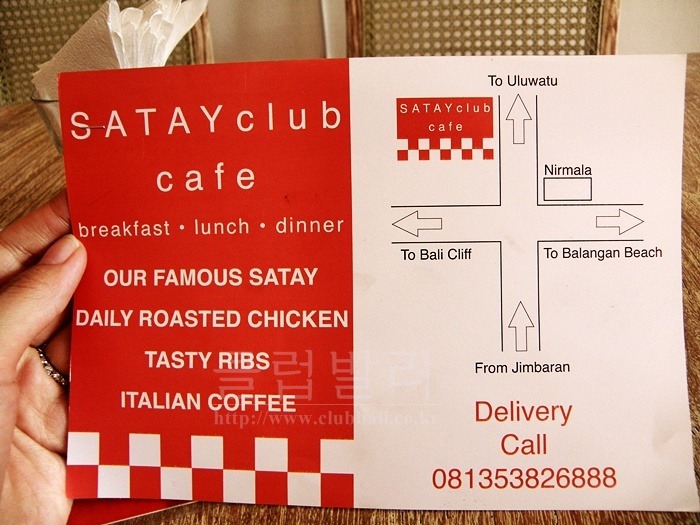 SATAYclub
cafe
breakfast • lunch • dinner
OUR FAMOUS SATAY
DAILY ROASTED CHICKEN
TASTY RIBS
ITALIAN COFFEE
클럽발리
http://www.clubbali.co.kr
To Uluwatu
SATAYclub
cafe
Nirmala
To Bali Cliff
To Balangan Beach
From Jimbaran
Delivery
Call
081353826888